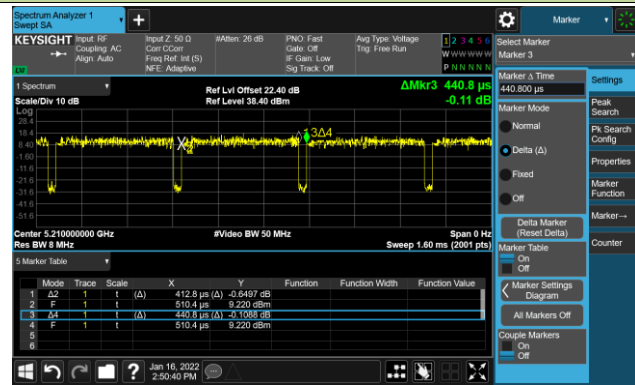 Spectrum Analyzer 1
Swept SA
Marker
KEYSIGHT
Input: RF
Coupling: AC
Align: Auto
Input Z: 50 Ω
Corr CCorr
Freq Ref: Int (S)
NFE: Adaptive
#Atten: 26 dB
PNO: Fast
Gate: Off
IF Gain: Low
Sig Track: Off
Avg Type: Voltage
Trig: Free Run
1 2 3 4 5 6
W W W W W W
P N N N N N
Select Marker
Marker 3
1 Spectrum
Scale/Div 10 dB
Ref Lvl Offset 22.40 dB
Ref Level 38.40 dBm
ΔMkr3 440.8 µs
-0.11 dB
Log
28.4
18.4
8.40
-1.60
-11.6
-21.6
-31.6
-41.6
-51.6
3Δ4
Center 5.210000000 GHz
Res BW 8 MHz
#Video BW 50 MHz
Span 0 Hz
Sweep 1.60 ms (2001 pts)
5 Marker Table
Mode Trace Scale X Y Function Function Width Function Value
1 Δ2 1 t (Δ) 412.8 µs (Δ) -0.6497 dB
2 F 1 t 510.4 µs 9.220 dBm
3 Δ4 1 t (Δ) 440.8 µs (Δ) -0.1088 dB
4 F 1 t 510.4 µs 9.220 dBm
5
6
Marker Δ Time
440.800 µs
Marker Mode
Normal
Delta (Δ)
Fixed
Off
Delta Marker
(Reset Delta)
Marker Table
On
Off
Marker Settings
Diagram
All Markers Off
Couple Markers
On
Off
Settings
Peak
Search
Pk Search
Config
Properties
Marker
Function
Marker→
Counter
?
Jan 16, 2022
2:50:40 PM